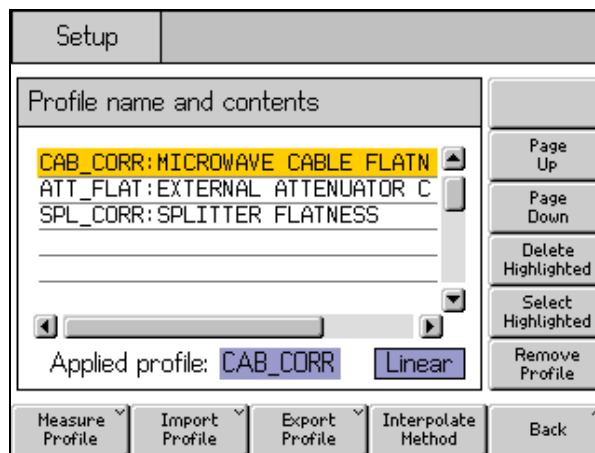 Setup
Profile name and contents
CAB_CORR:MICROWAVE CABLE FLATN
ATT_FLAT:EXTERNAL ATTENUATOR C
SPL_CORR:SPLITTER FLATNESS
Applied profile: CAB_CORR Linear
Page
Up
Page
Down
Delete
Highlighted
Select
Highlighted
Remove
Profile
Measure
Profile
Import
Profile
Export
Profile
Interpolate
Method
Back